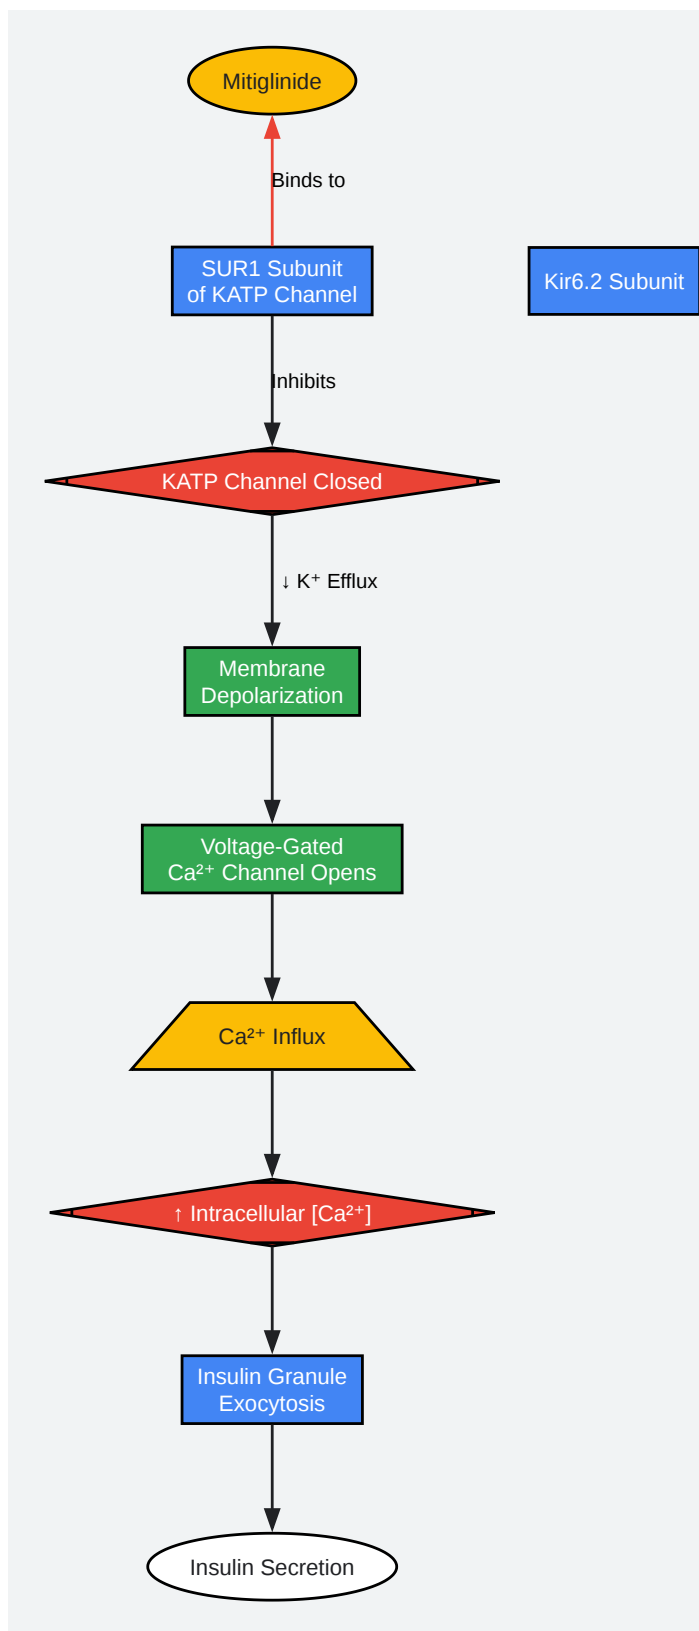 Mitiglinide
Binds to
SUR1 Subunit
of KATP Channel
Kir6.2 Subunit
Inhibits
KATP Channel Closed
↓ K⁺ Efflux
Membrane
Depolarization
Voltage-Gated
Ca²⁺ Channel Opens
Ca²⁺ Influx
↑ Intracellular [Ca²⁺]
Insulin Granule
Exocytosis
Insulin Secretion